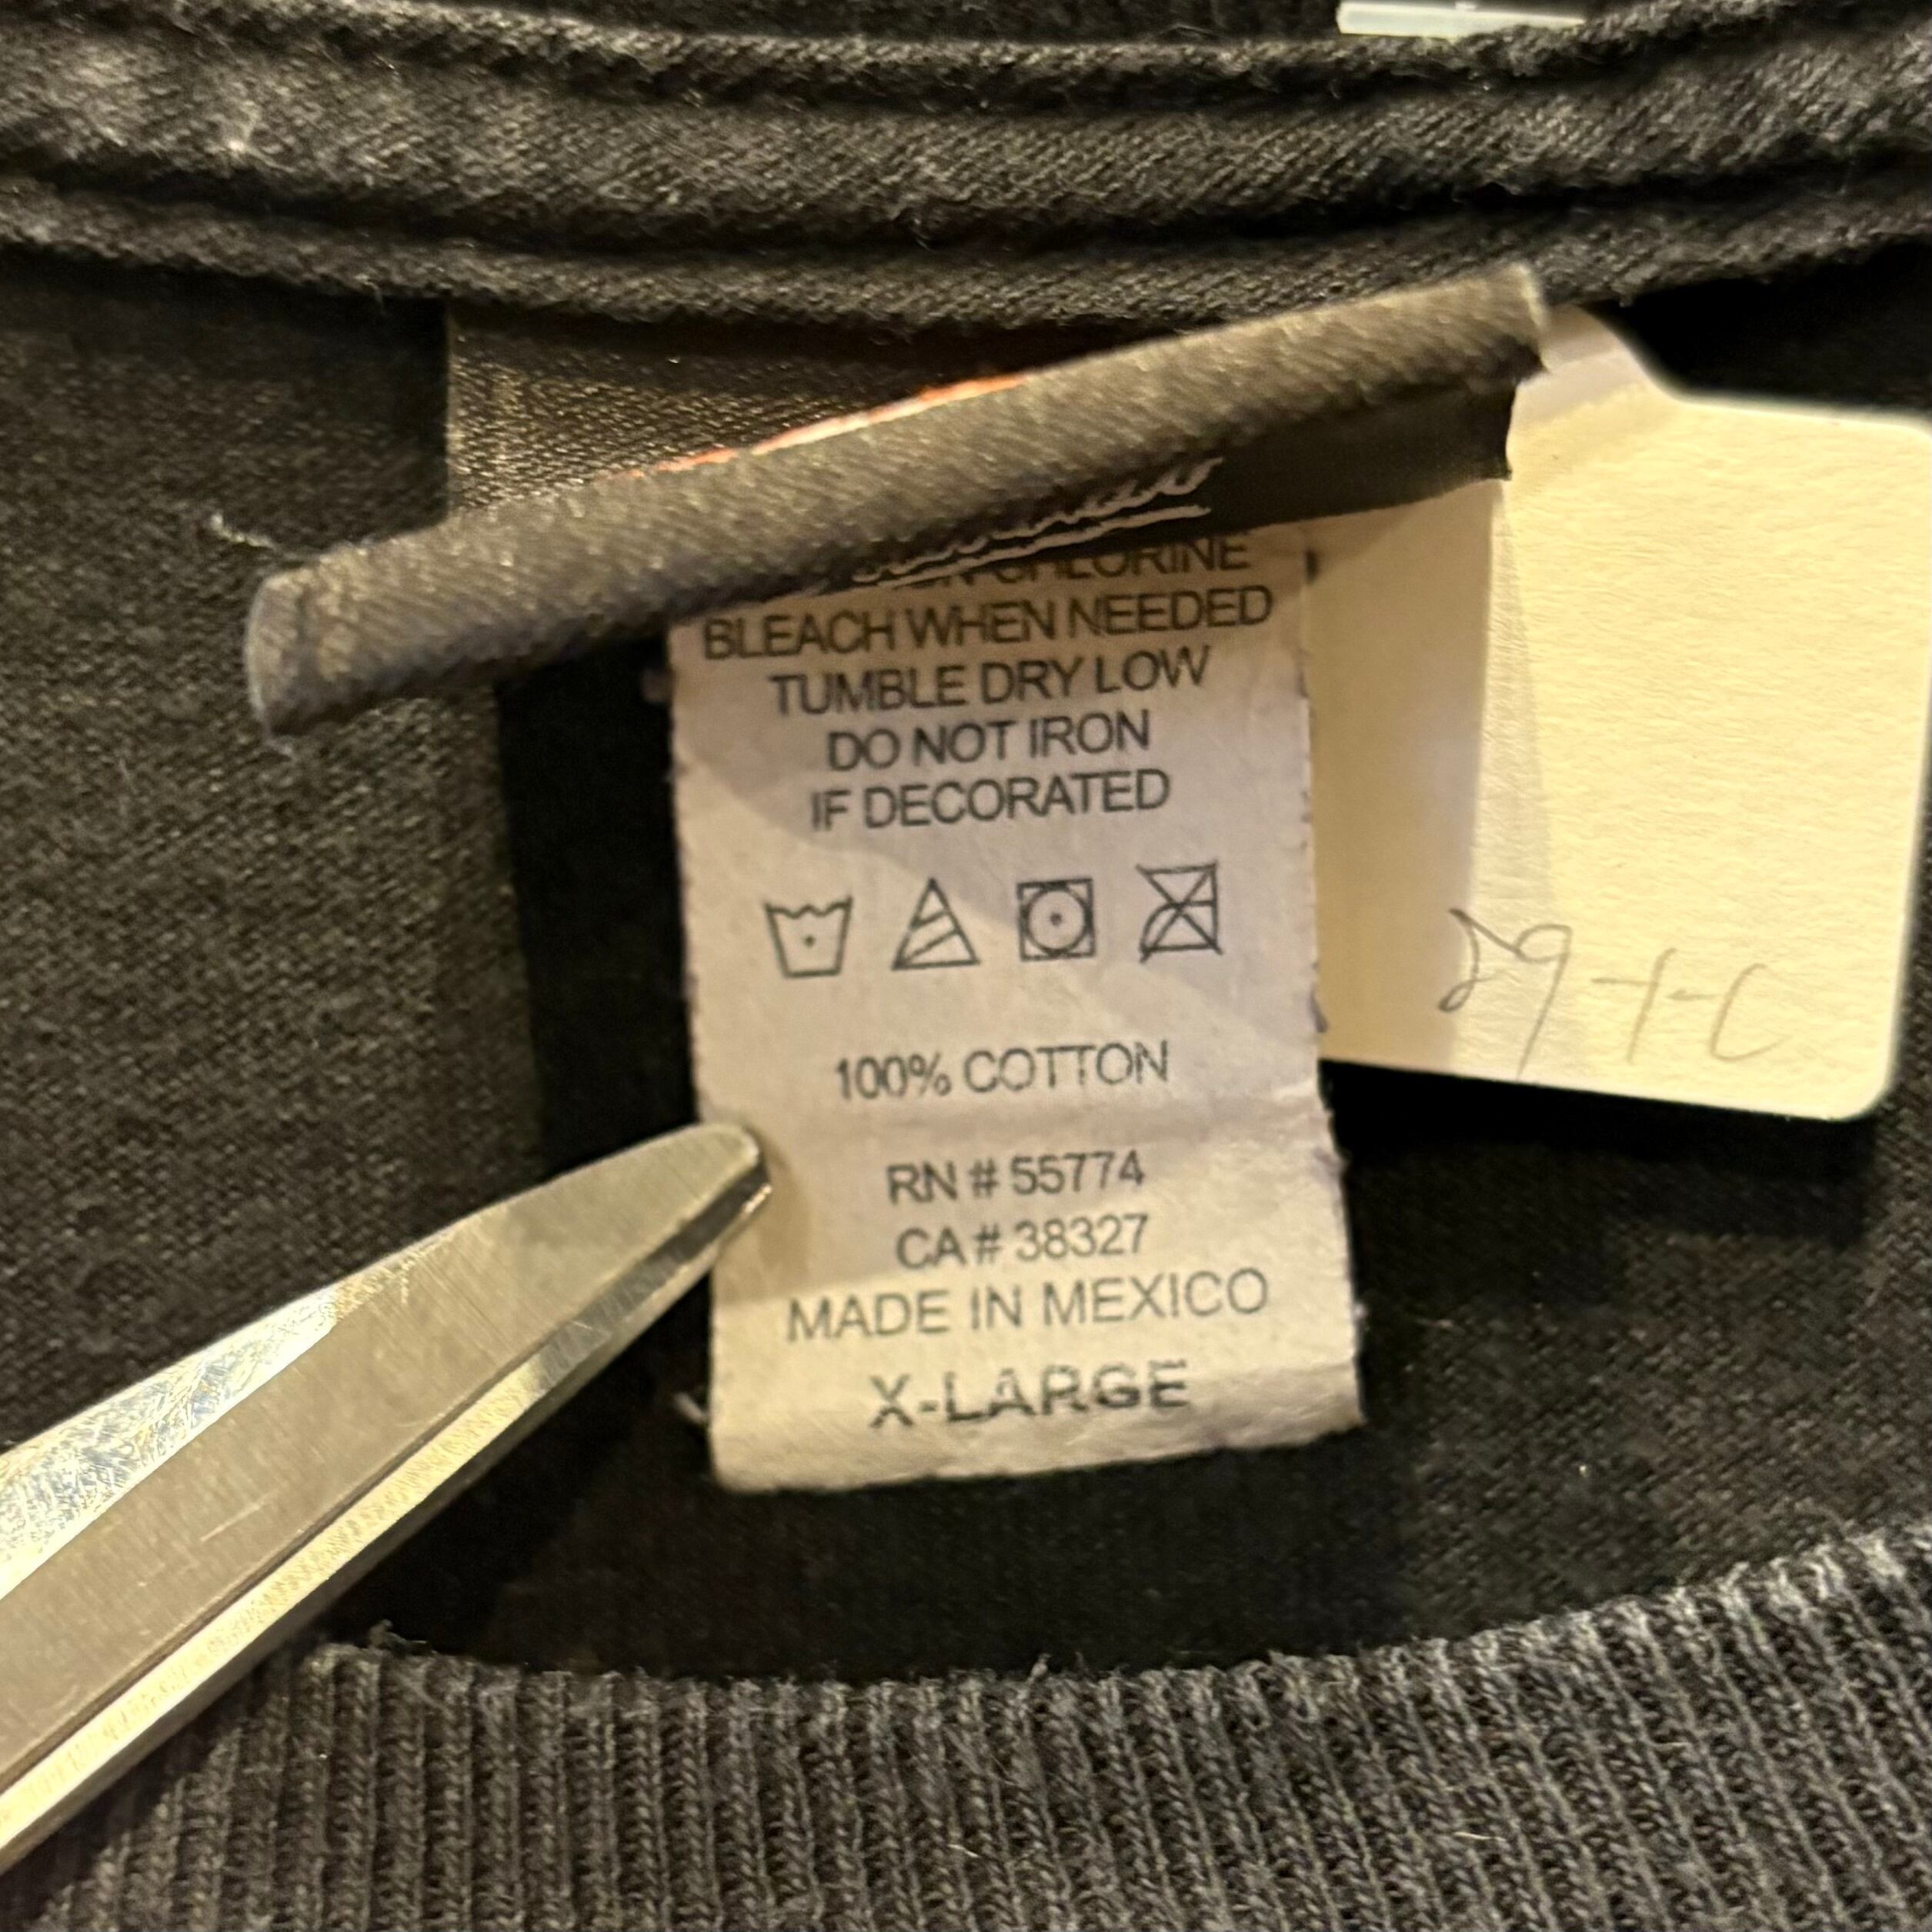 CHLORINE
BLEACH WHEN NEEDED
TUMBLE DRY LOW
DO NOT IRON
IF DECORATED
100% COTTON
RN # 55774
CA # 38327
MADE IN MEXICO
X-LARGE